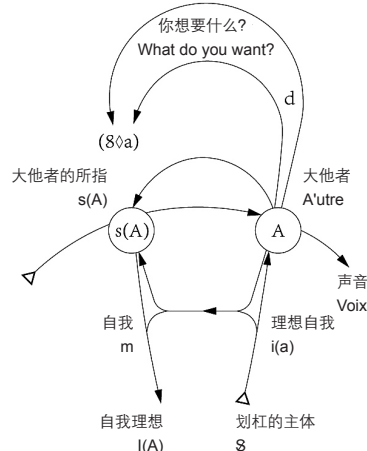 你想要什么?
What do you want?
d
(8◊a)
大他者的所指
s(A)
大他者
A'utre
s(A)
A
声音
Voix
自我
m
理想自我
i(a)
自我理想
I(A)
划杠的主体
$